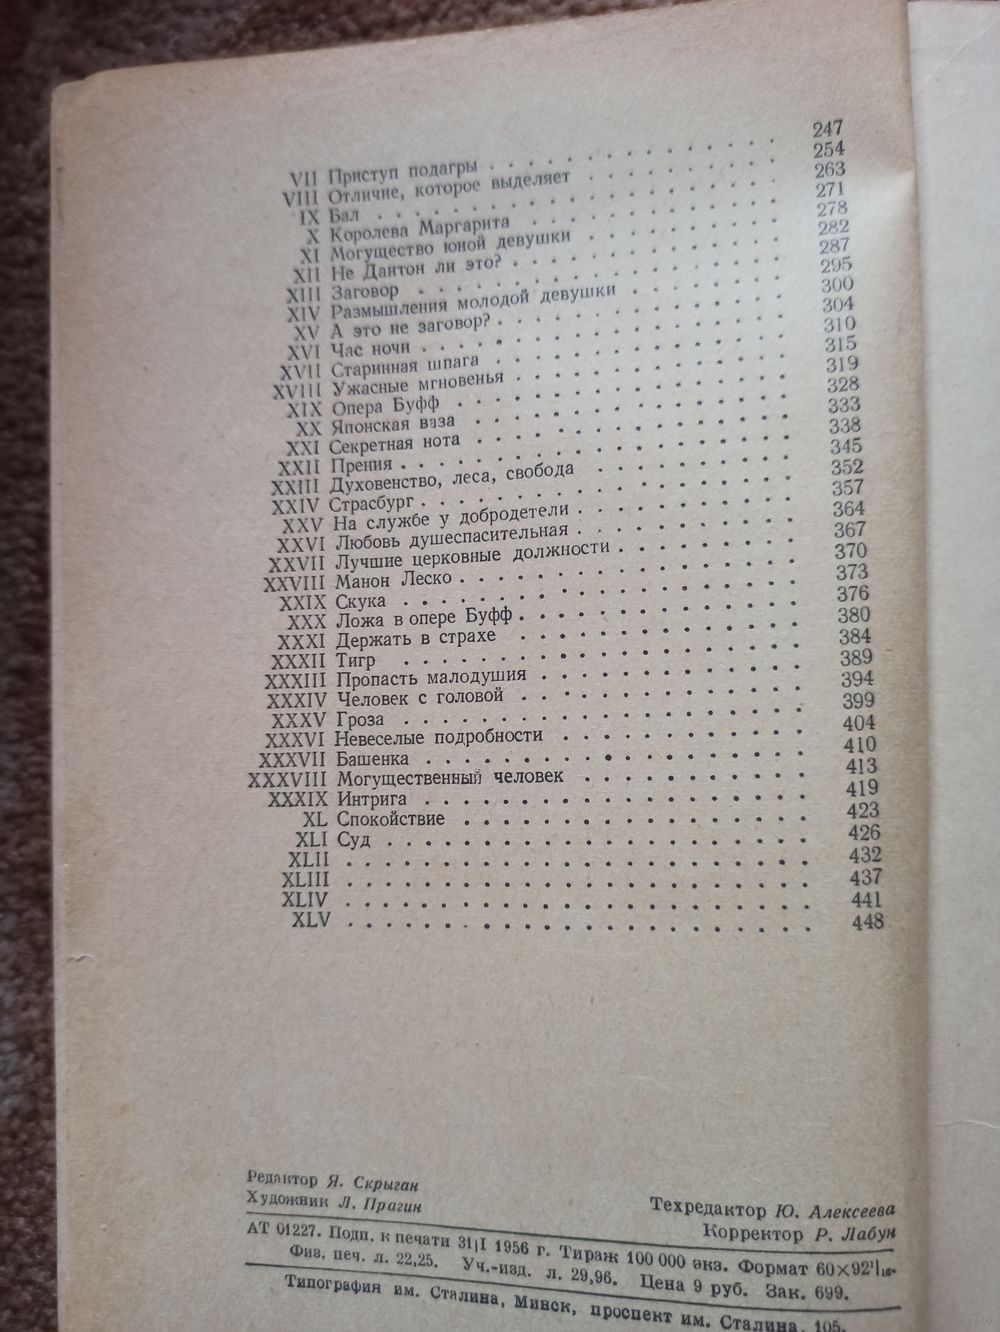 VII Приступ подагры . . . . . . . . . . . . 247
VIII Отличие, которое выделяет . . . . . . . . 254
IX Бал . . . . . . . . . . . . . . . . 263
X Королева Маргарита . . . . . . . . . . 271
XI Могущество юной девушки . . . . . . . . 278
XII Не Дантон ли это? . . . . . . . . . . . 282
XIII Заговор . . . . . . . . . . . . . . 287
XIV Размышления молодой девушки . . . . . . 295
XV А это не заговор? . . . . . . . . . . . 300
XVI Час ночи . . . . . . . . . . . . . . 304
XVII Старинная шпага . . . . . . . . . . . 310
XVIII Ужасные мгновенья . . . . . . . . . . 315
XIX Опера Буфф . . . . . . . . . . . . . 319
XX Японская ваза . . . . . . . . . . . . 328
XXI Секретная нота . . . . . . . . . . . 333
XXII Прения . . . . . . . . . . . . . . . 338
XXIII Духовенство, леса, свобода . . . . . . . 345
XXIV Страсбург . . . . . . . . . . . . . . 352
XXV На службе у добродетели . . . . . . . . 357
XXVI Любовь душеспасительная . . . . . . . . 364
XXVII Лучшие церковные должности . . . . . . . 367
XXVIII Манон Леско . . . . . . . . . . . . . 370
XXIX Скука . . . . . . . . . . . . . . . 373
XXX Ложа в опере Буфф . . . . . . . . . . . 376
XXXI Держать в страхе . . . . . . . . . . . 380
XXXII Тигр . . . . . . . . . . . . . . . 384
XXXIII Пропасть малодушия . . . . . . . . . . 389
XXXIV Человек с головой . . . . . . . . . . 394
XXXV Гроза . . . . . . . . . . . . . . . 399
XXXVI Невеселые подробности . . . . . . . . . 404
XXXVII Башенка . . . . . . . . . . . . . . 410
XXXVIII Могущественный человек . . . . . . . . 413
XXXIX Интрига . . . . . . . . . . . . . . 419
XL Спокойствие . . . . . . . . . . . . . 423
XLI Суд . . . . . . . . . . . . . . . . 426
XLII . . . . . . . . . . . . . . . . . . 432
XLIII . . . . . . . . . . . . . . . . . . 437
XLIV . . . . . . . . . . . . . . . . . . 441
XLV . . . . . . . . . . . . . . . . . . 448
Редактор Я. Скрыган
Художник Л. Прагин
Техредактор Ю. Алексеева
Корректор Р. Лабун
АТ 01227. Подп. к печати 31|I 1956 г. Тираж 100 000 экз. Формат 60×92¹|₁₆.
Физ. печ. л. 22,25. Уч.-изд. л. 29,96. Цена 9 руб. Зак. 699.
Типография им. Сталина, Минск, проспект им. Сталина, 105.